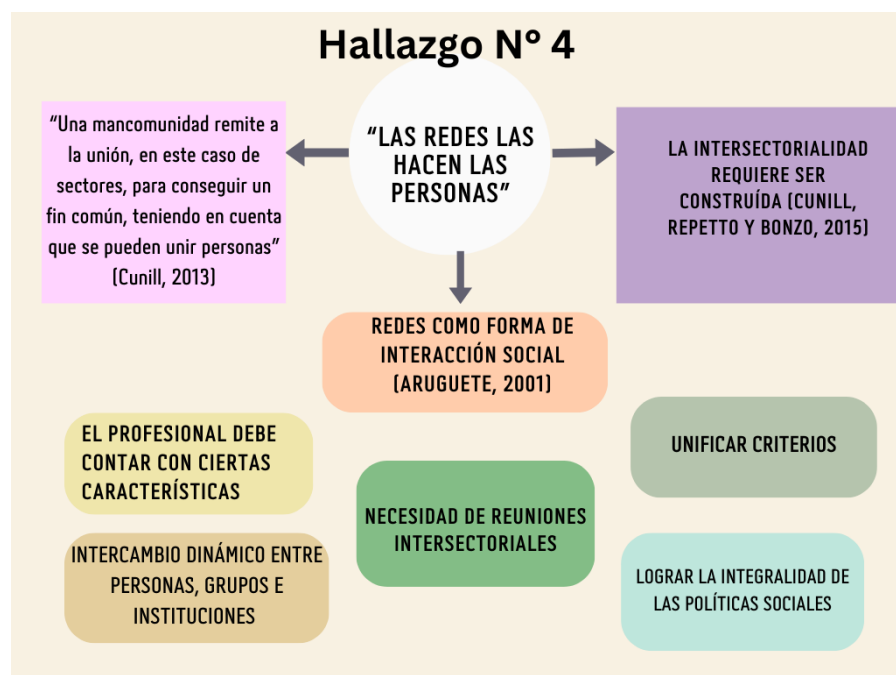 Hallazgo N° 4
“Una mancomunidad remite a
la unión, en este caso de
sectores, para conseguir un
fin común, teniendo en cuenta
que se pueden unir personas”
(Cunill, 2013)
“LAS REDES LAS
HACEN LAS
PERSONAS”
LA INTERSECTORIALIDAD
REQUIERE SER
CONSTRUÍDA (CUNILL,
REPETTO Y BONZO, 2015)
REDES COMO FORMA DE
INTERACCIÓN SOCIAL
(ARUGUETE, 2001)
EL PROFESIONAL DEBE
CONTAR CON CIERTAS
CARACTERÍSTICAS
INTERCAMBIO DINÁMICO ENTRE
PERSONAS, GRUPOS E
INSTITUCIONES
NECESIDAD DE REUNIONES
INTERSECTORIALES
UNIFICAR CRITERIOS
LOGRAR LA INTEGRALIDAD DE
LAS POLÍTICAS SOCIALES